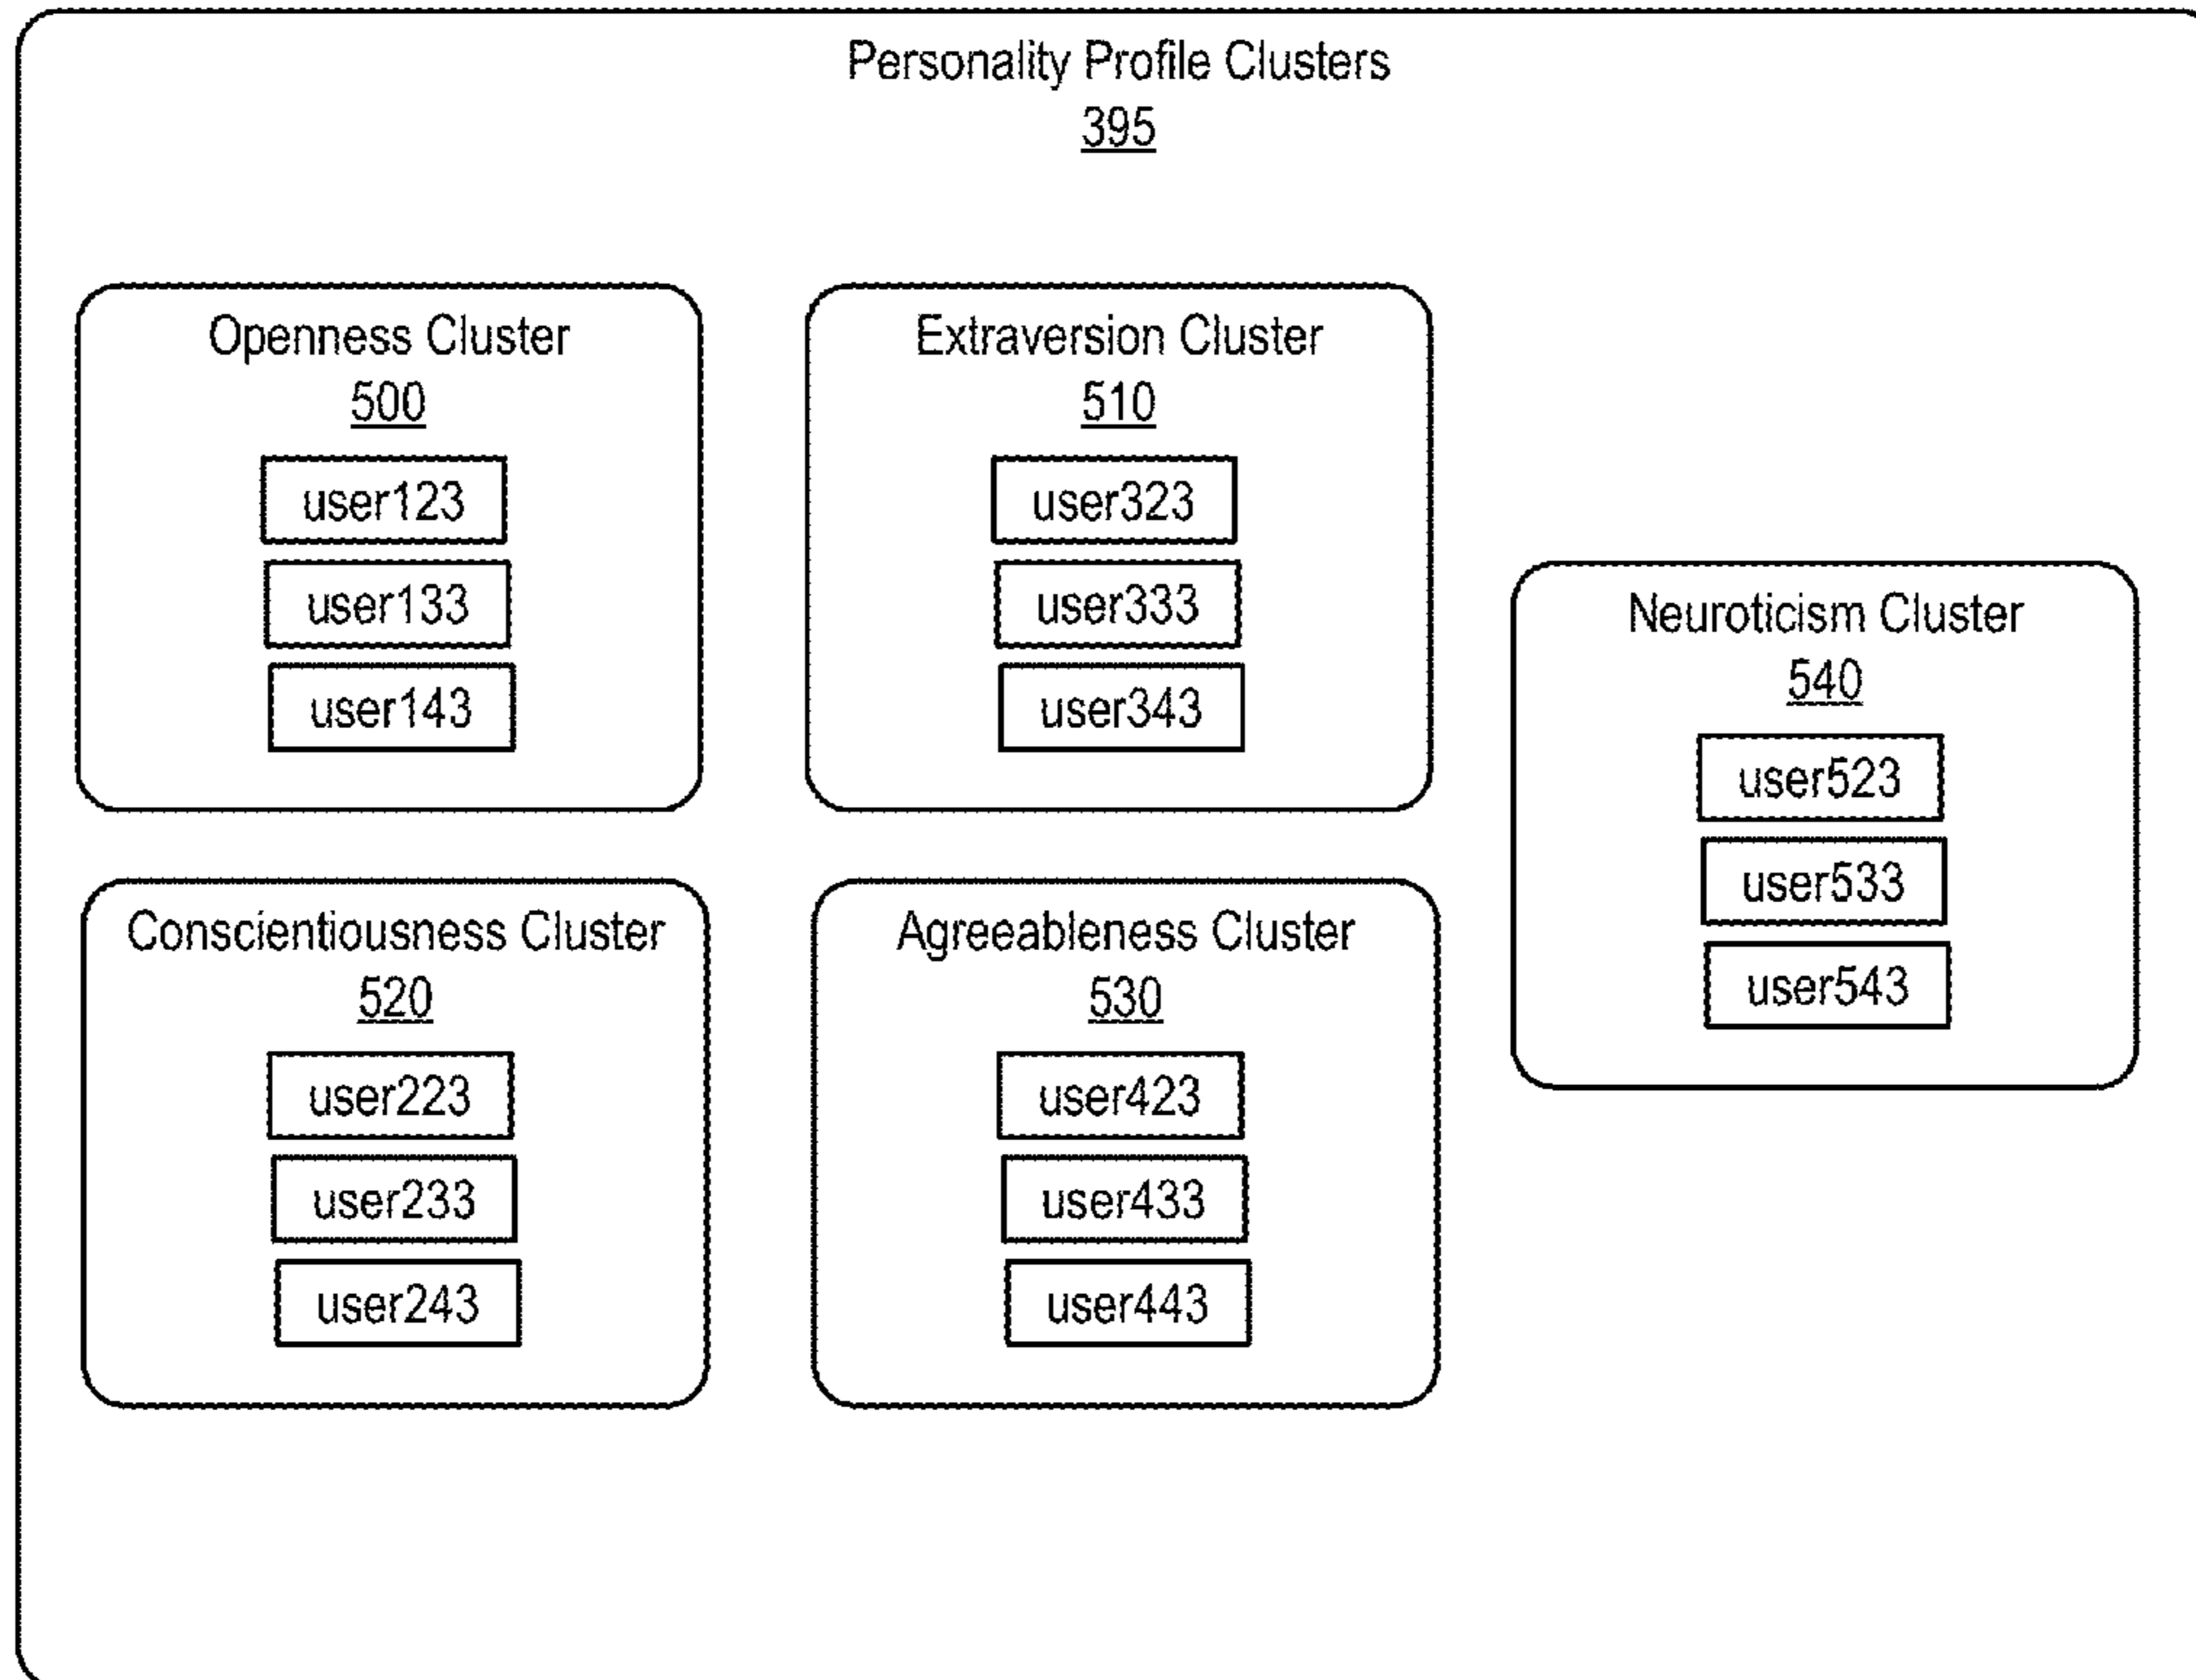 Personality Profile Clusters
395
Openness Cluster
500
user123
user133
user143
Extraversion Cluster
510
user323
user333
user343
Conscientiousness Cluster
520
user223
user233
user243
Agreeableness Cluster
530
user423
user433
user443
Neuroticism Cluster
540
user523
user533
user543